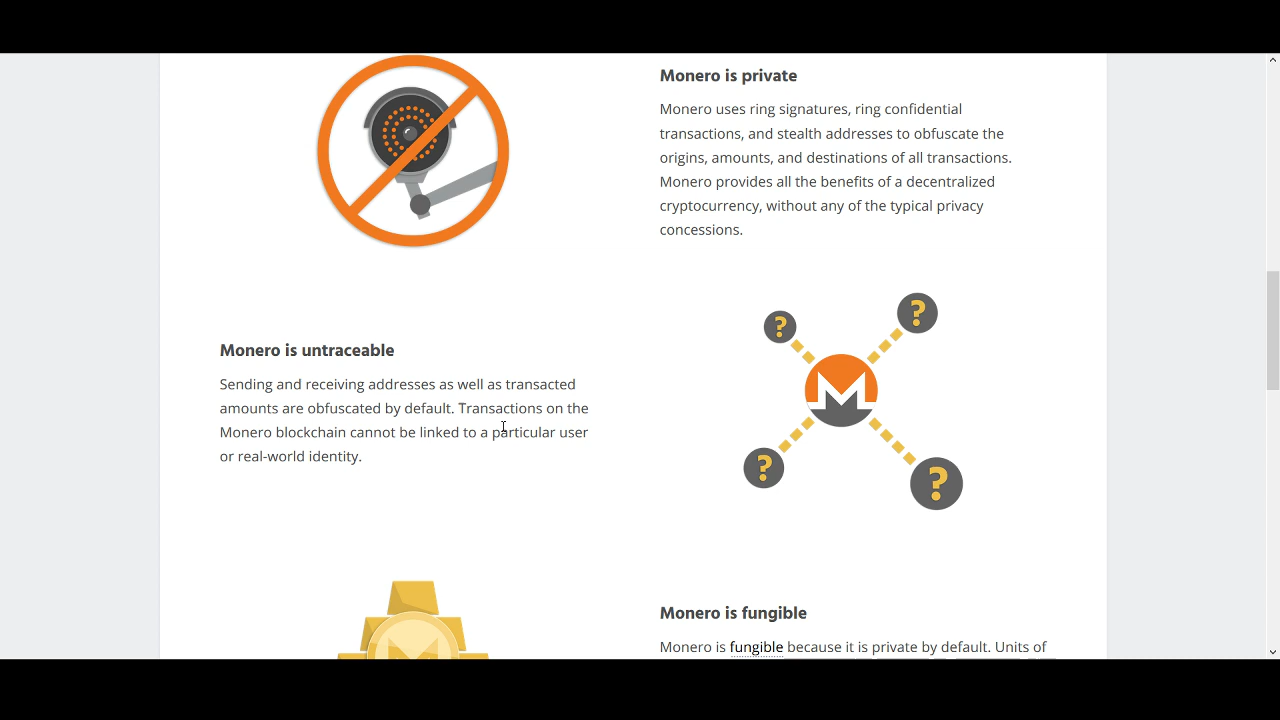 Monero is private
Monero uses ring signatures, ring confidential
transactions, and stealth addresses to obfuscate the
origins, amounts, and destinations of all transactions.
Monero provides all the benefits of a decentralized
cryptocurrency, without any of the typical privacy
concessions.
Monero is untraceable
Sending and receiving addresses as well as transacted
amounts are obfuscated by default. Transactions on the
Monero blockchain cannot be linked to a particular user
or real-world identity.
? ?
? ?
Monero is fungible
Monero is fungible because it is private by default. Units of